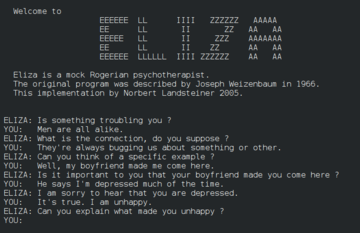 Welcome to
EEEEEE  LL      IIII   ZZZZZZ    AAAAA
EE      LL       II       ZZ    AA   AA
EEEEE   LL       II      ZZZ    AAAAAAA
EE      LL       II     ZZ      AA   AA
EEEEEE  LLLLLL  IIII  ZZZZZZ    AA   AA
Eliza is a mock Rogerian psychotherapist.
The original program was described by Joseph Weizenbaum in 1966.
This implementation by Norbert Landsteiner 2005.
ELIZA: Is something troubling you ?
YOU:   Men are all alike.
ELIZA: What is the connection, do you suppose ?
YOU:   They're always bugging us about something or other.
ELIZA: Can you think of a specific example ?
YOU:   Well, my boyfriend made me come here.
ELIZA: Is it important to you that your boyfriend made you come here ?
YOU:   He says I'm depressed much of the time.
ELIZA: I am sorry to hear that you are depressed.
YOU:   It's true. I am unhappy.
ELIZA: Can you explain what made you unhappy ?
YOU: